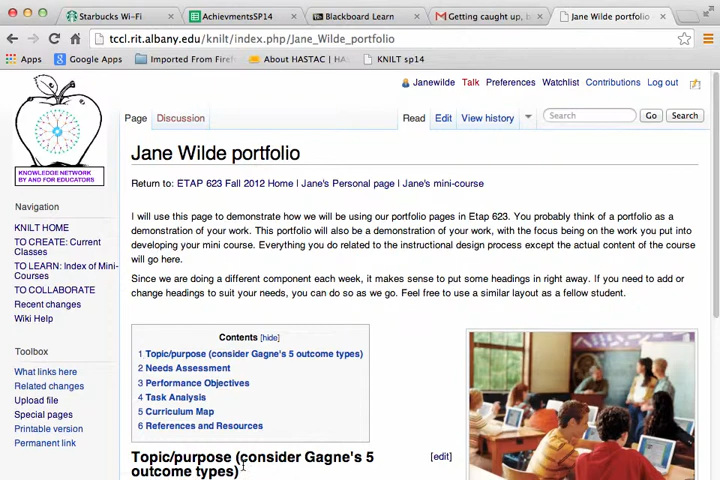 Starbucks Wi-Fi
AchievmentsSP14
Blackboard Learn
Getting caught up, b
Jane Wilde portfolio
tccl.rit.albany.edu/knilt/index.php/Jane_Wilde_portfolio
Apps
Google Apps
Imported From Firef
About HASTAC | HA
KNILT sp14
Janewilde Talk Preferences Watchlist Contributions Log out
Page Discussion Read Edit View history Search Go Search
KNOWLEDGE NETWORK
BY AND FOR EDUCATORS
Navigation
KNILT HOME
TO CREATE: Current
Classes
TO LEARN: Index of Mini-
Courses
TO COLLABORATE
Recent changes
Wiki Help
Toolbox
What links here
Related changes
Upload file
Special pages
Printable version
Permanent link
Jane Wilde portfolio
Return to: ETAP 623 Fall 2012 Home | Jane's Personal page | Jane's mini-course
I will use this page to demonstrate how we will be using our portfolio pages in Etap 623. You probably think of a portfolio as a
demonstration of your work. This portfolio will also be a demonstration of your work, with the focus being on the work you put into
developing your mini course. Everything you do related to the instructional design process except the actual content of the course
will go here.
Since we are doing a different component each week, it makes sense to put some headings in right away. If you need to add or
change headings to suit your needs, you can do so as we go. Feel free to use a similar layout as a fellow student.
Contents [hide]
1 Topic/purpose (consider Gagne's 5 outcome types)
2 Needs Assessment
3 Performance Objectives
4 Task Analysis
5 Curriculum Map
6 References and Resources
Topic/purpose (consider Gagne's 5 [edit]
outcome types)